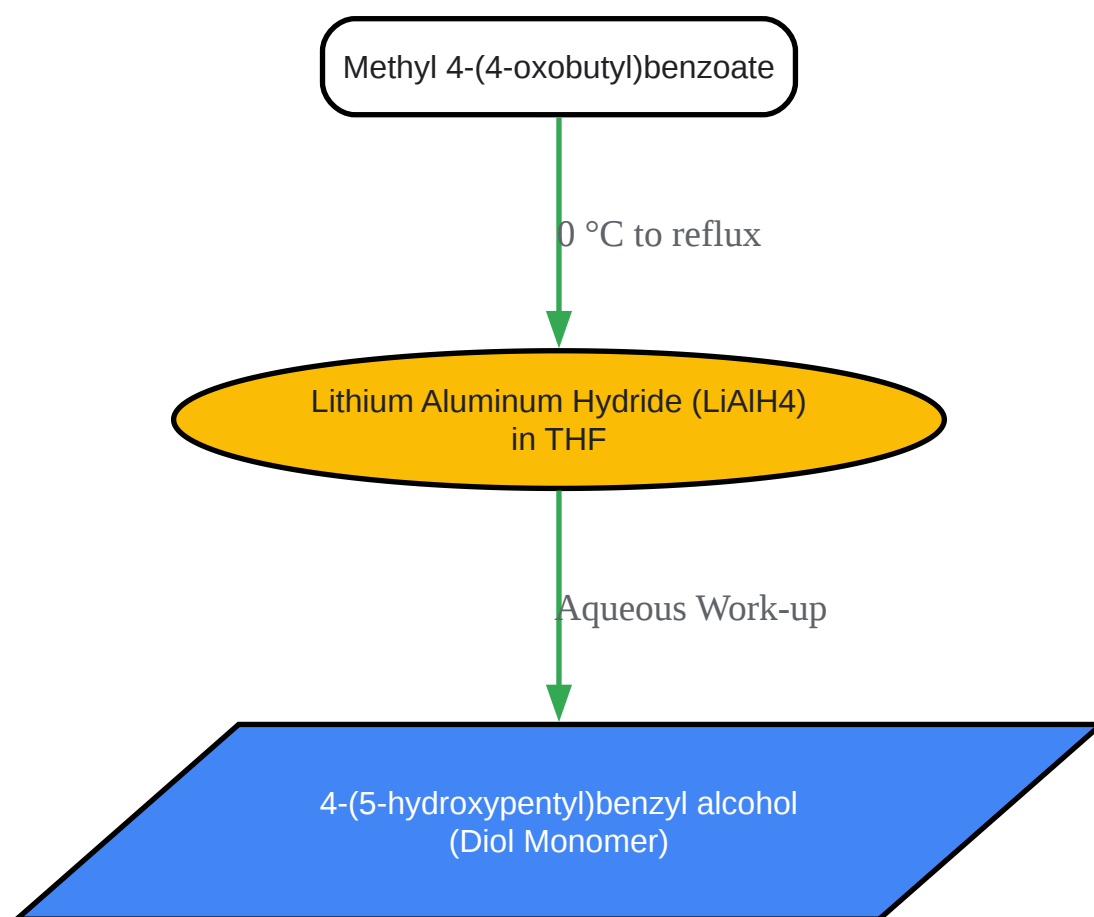 Methyl 4-(4-oxobutyl)benzoate
0 °C to reflux
Lithium Aluminum Hydride (LiAlH4)
in THF
Aqueous Work-up
4-(5-hydroxypentyl)benzyl alcohol
(Diol Monomer)